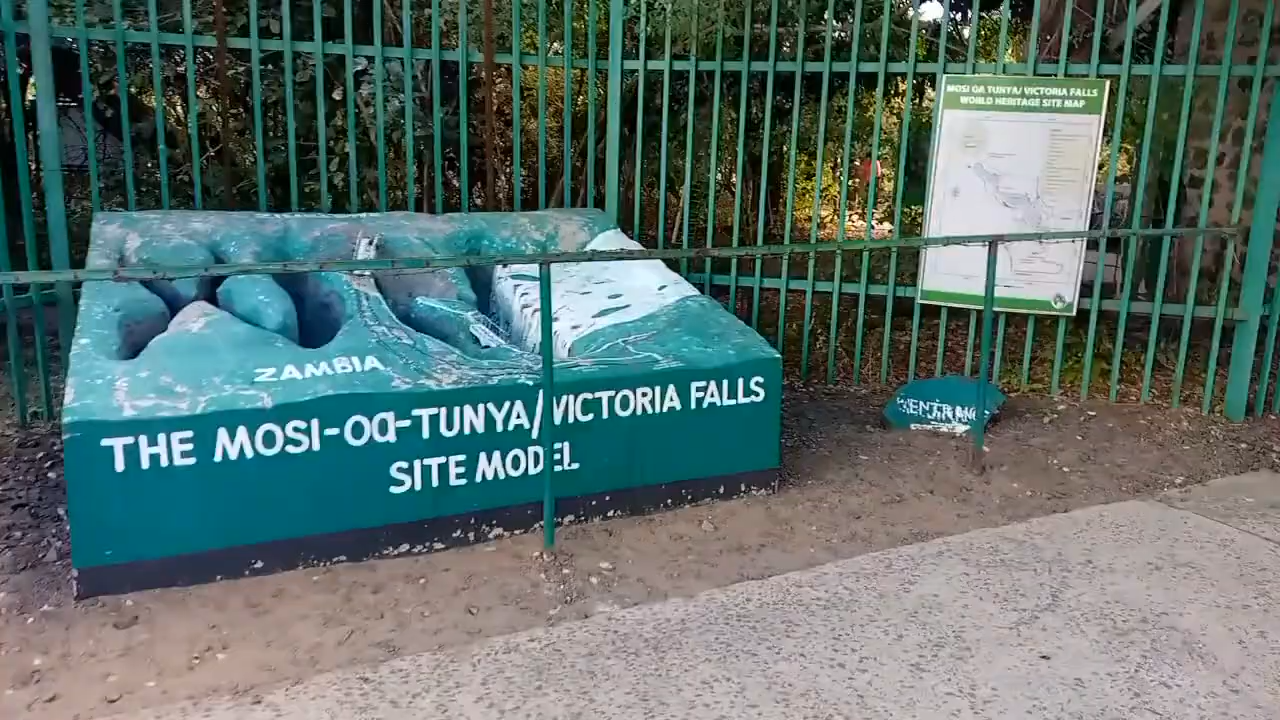 MOSI OA TUNYA/ VICTORIA FALLS
WORLD HERITAGE SITE MAP
ZAMBIA
THE MOSI-Oa-TUNYA/VICTORIA FALLS
SITE MODEL